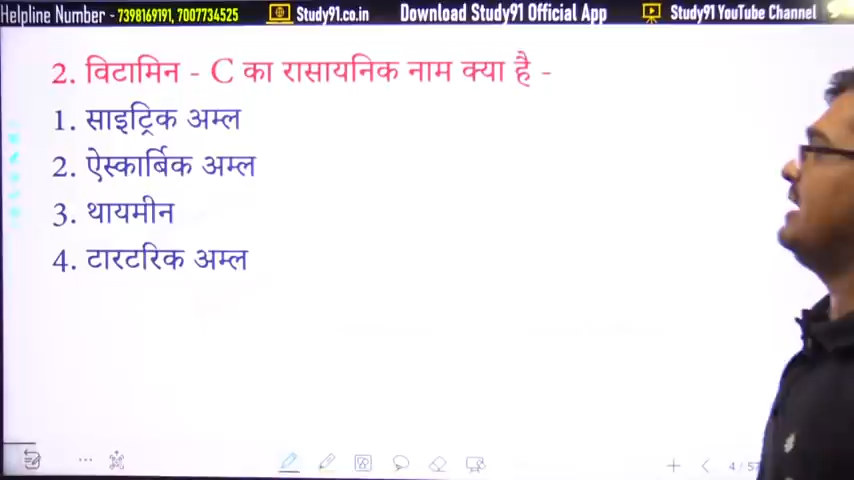 Helpline Number - 7398169191, 7007734525 Study91.co.in Download Study91 Official App Study91 YouTube Channel
2. विटामिन - C का रासायनिक नाम क्या है -
1. साइट्रिक अम्ल
2. ऐस्कार्बिक अम्ल
3. थायमीन
4. टारटरिक अम्ल
4 / 57